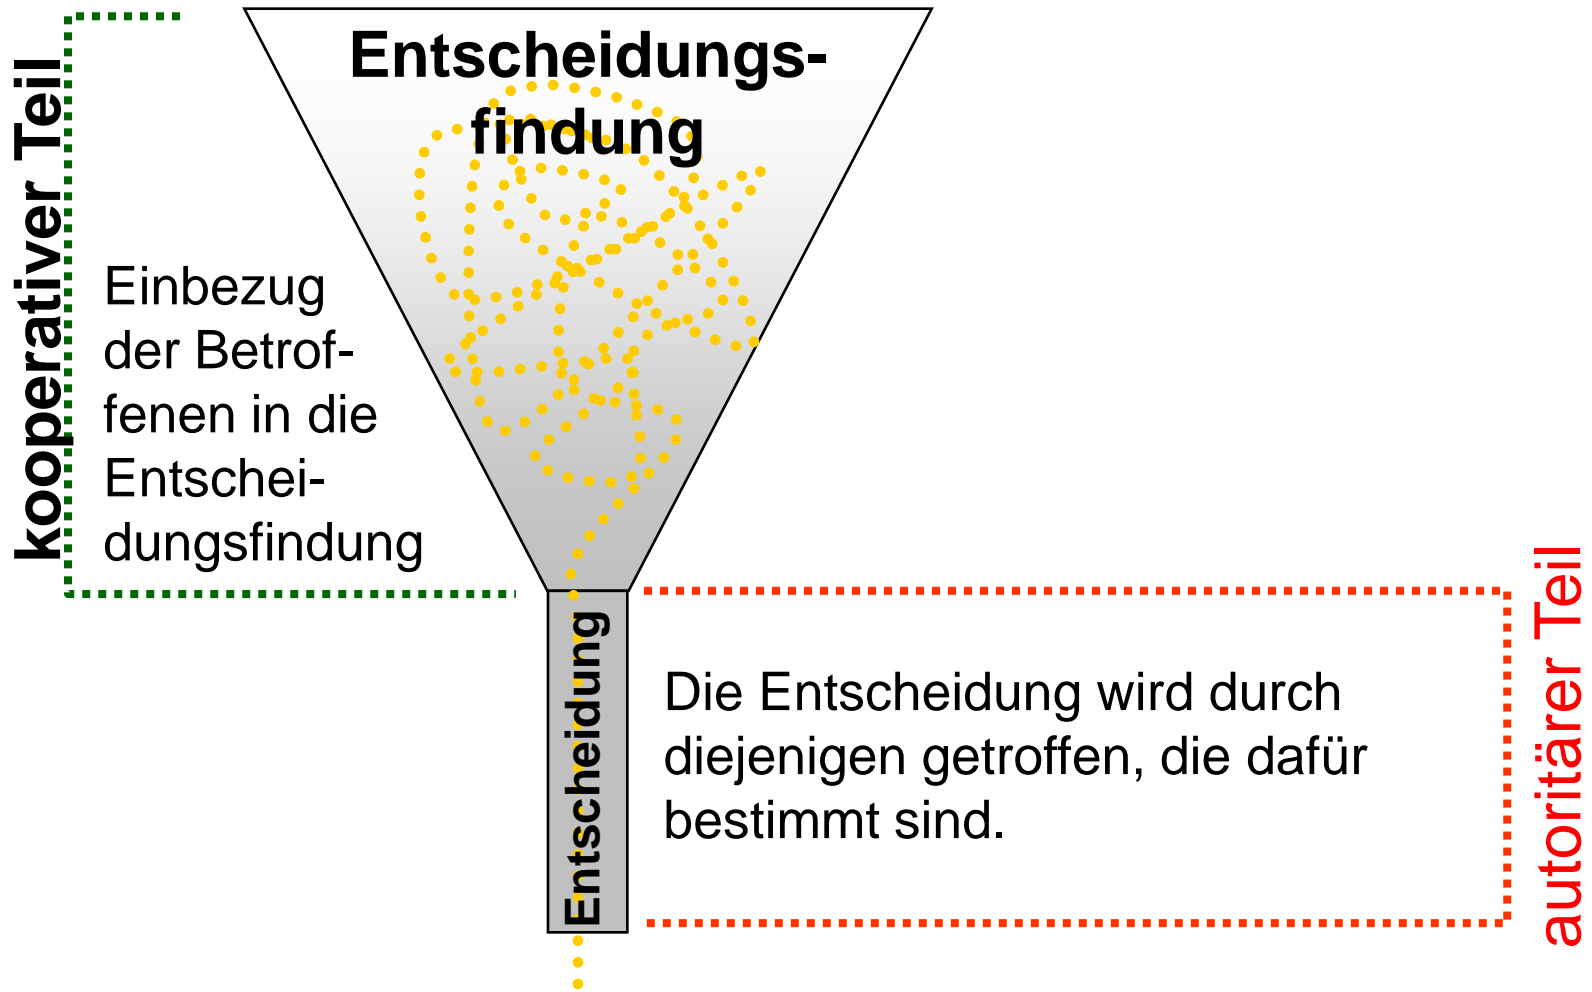 Entscheidungs-
findung
kooperativer Teil
Einbezug
der Betrof-
fenen in die
Entschei-
dungsfindung
Entscheidung
Die Entscheidung wird durch
diejenigen getroffen, die dafür
bestimmt sind.
autoritärer Teil